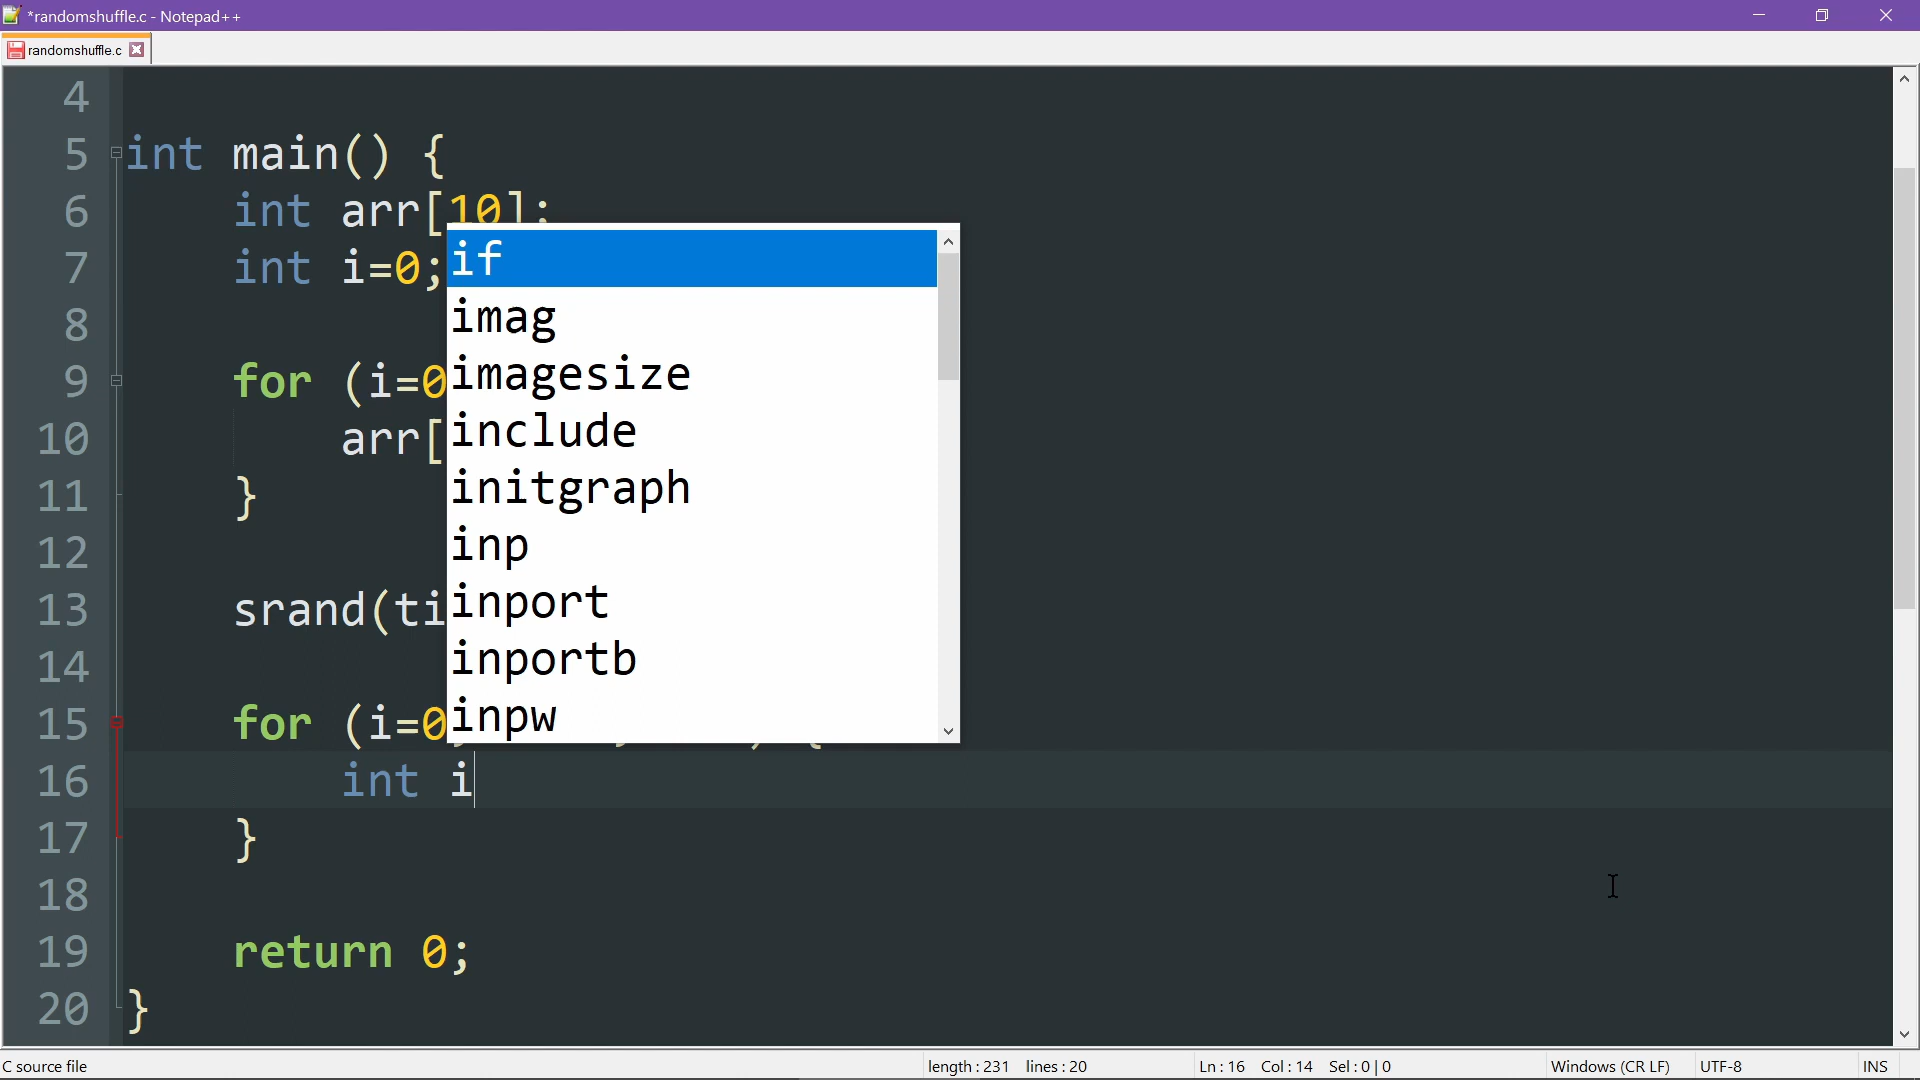 *randomshuffle.c - Notepad++
randomshuffle.c
4
5 int main() {
6 int arr[10];
7 int i=0;
8
9 for (i=0
10 arr[
11 }
12
13 srand(ti
14
15 for (i=0
16 int i
17 }
18
19 return 0;
20 }
if
imag
imagesize
include
initgraph
inp
inport
inportb
inpw
C source file length : 231 lines : 20 Ln : 16 Col : 14 Sel : 0 | 0 Windows (CR LF) UTF-8 INS